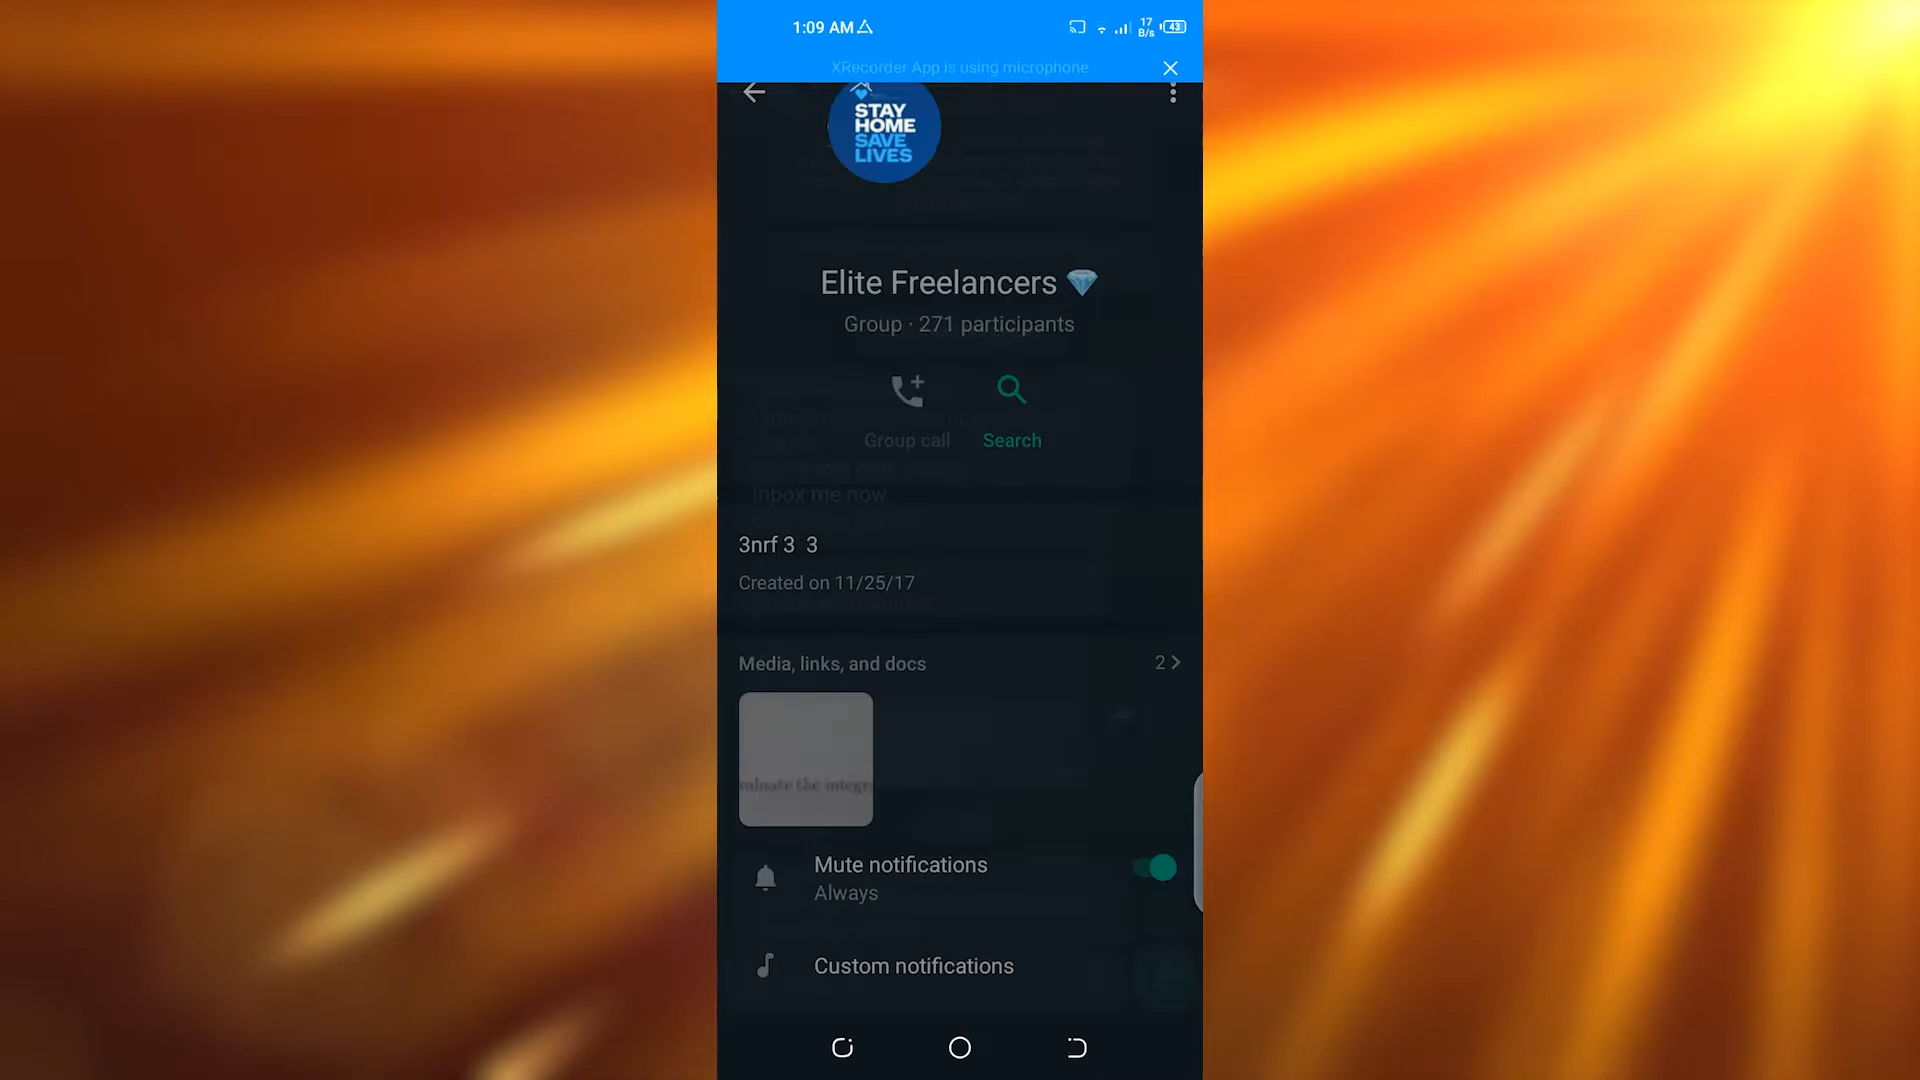 1:09 AM
17
B/s
43
XRecorder App is using microphone
STAY
HOME
SAVE
LIVES
Elite Freelancers
Group · 271 participants
Group call
Search
Inbox me now
3nrf 3 3
Created on 11/25/17
Media, links, and docs
2
the
Mute notifications
Always
Custom notifications